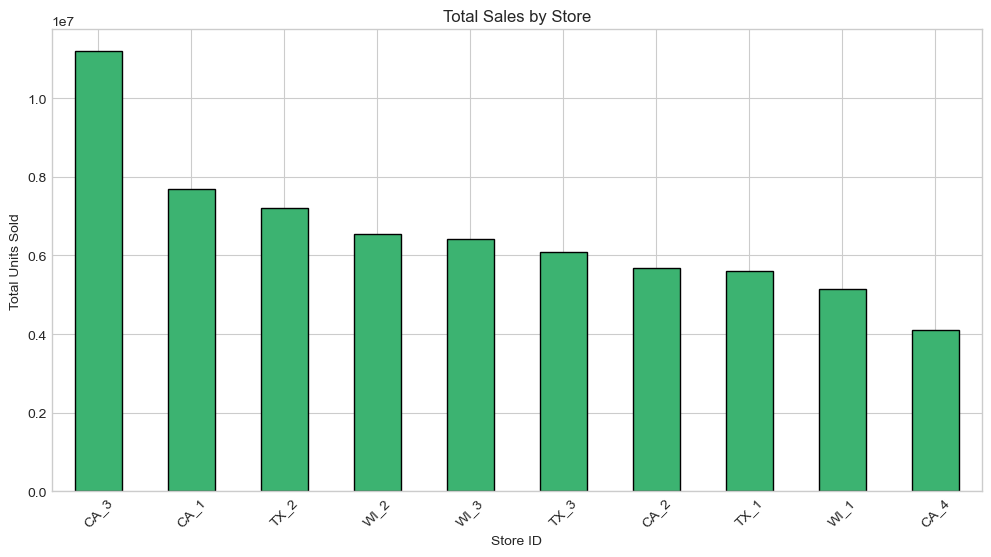 Total Sales by Store
1e7
1.0
0.8
0.6
0.4
0.2
0.0
Total Units Sold
CA_3 CA_1 TX_2 WI_2 WI_3 TX_3 CA_2 TX_1 WI_1 CA_4
Store ID